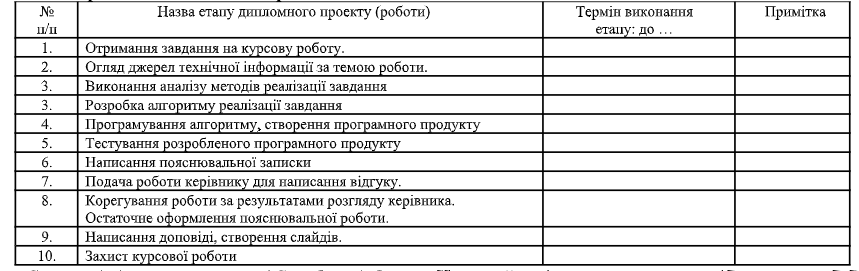 № Назва етапу дипломного проекту (роботи) Термін виконання Примітка
п/п етапу: до …
1. Отримання завдання на курсову роботу.
2. Огляд джерел технічної інформації за темою роботи.
3. Виконання аналізу методів реалізації завдання
3. Розробка алгоритму реалізації завдання
4. Програмування алгоритму, створення програмного продукту
5. Тестування розробленого програмного продукту
6. Написання пояснювальної записки
7. Подача роботи керівнику для написання відгуку.
8. Корегування роботи за результатами розгляду керівника.
Остаточне оформлення пояснювальної роботи.
9. Написання доповіді, створення слайдів.
10. Захист курсової роботи